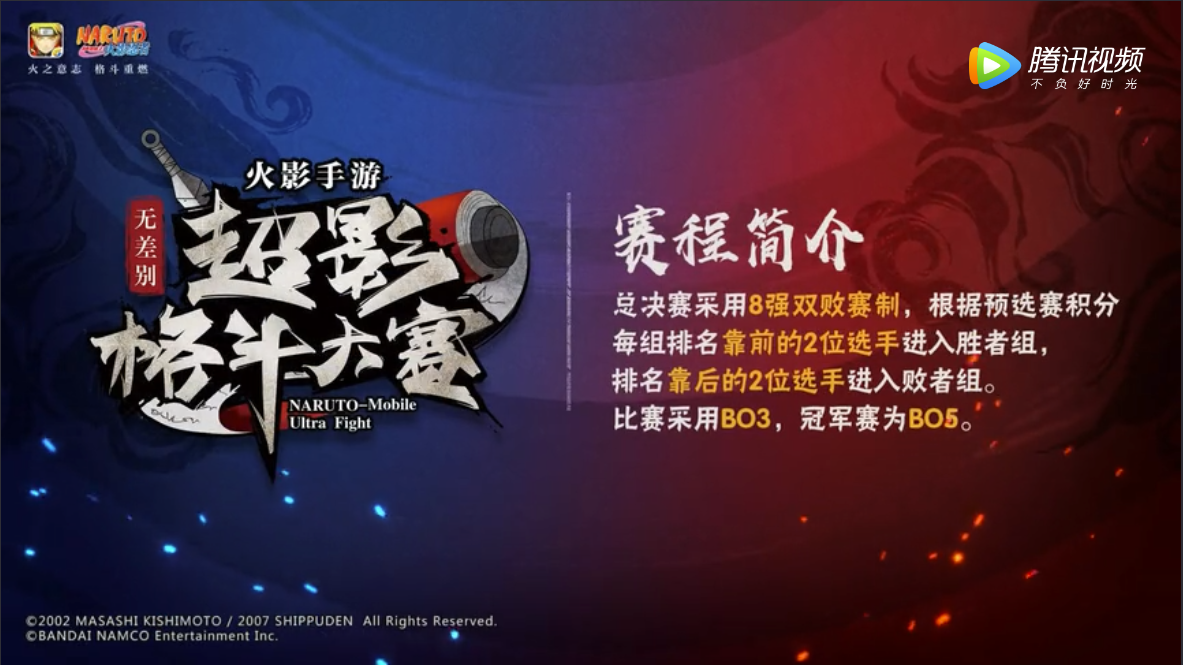 NARUTO
火之意志 格斗重燃
腾讯视频
不负好时光
火影手游
无差别
超影
格斗大赛
NARUTO-Mobile
Ultra Fight
赛程简介
总决赛采用8强双败赛制，根据预选赛积分
每组排名靠前的2位选手进入胜者组，
排名靠后的2位选手进入败者组。
比赛采用BO3，冠军赛为BO5。
©2002 MASASHI KISHIMOTO / 2007 SHIPPUDEN All Rights Reserved.
©BANDAI NAMCO Entertainment Inc.